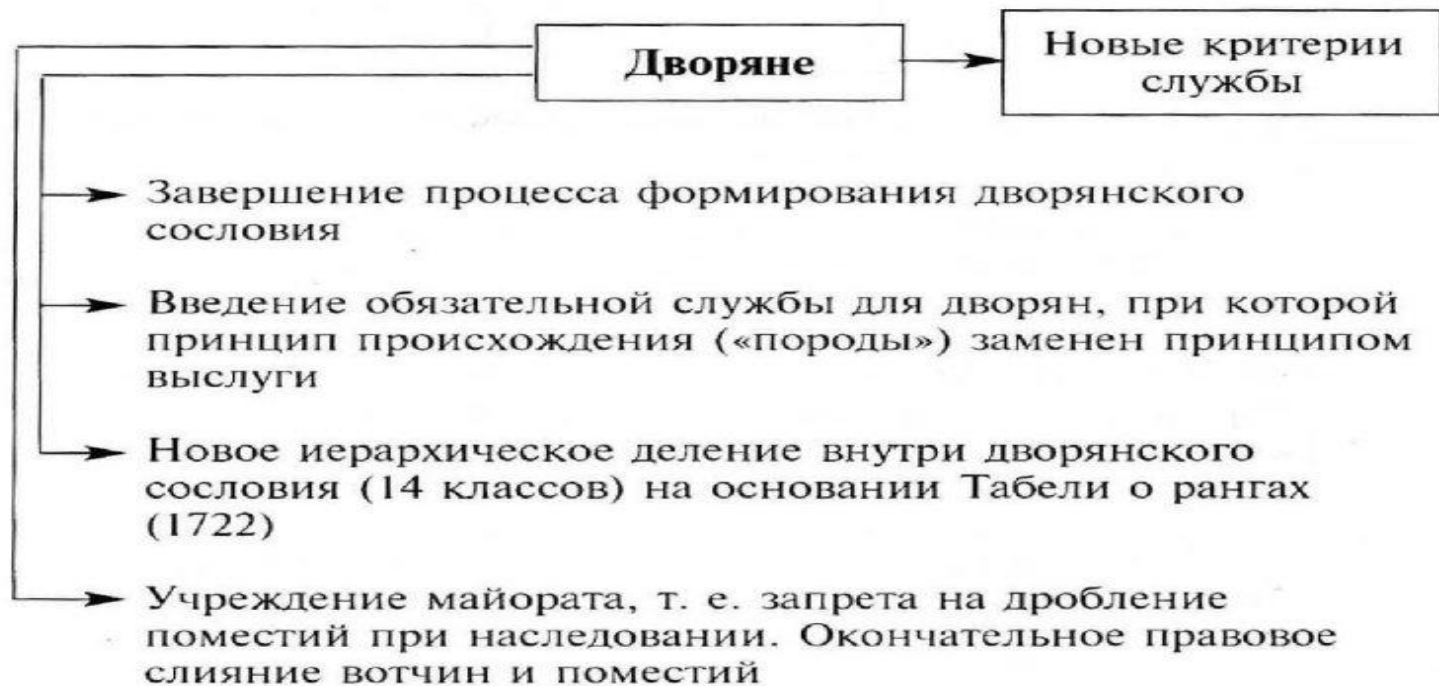 Дворяне
Новые критерии
службы
Завершение процесса формирования дворянского
сословия
Введение обязательной службы для дворян, при которой
принцип происхождения («породы») заменен принципом
выслуги
Новое иерархическое деление внутри дворянского
сословия (14 классов) на основании Табели о рангах
(1722)
Учреждение майората, т. е. запрета на дробление
поместий при наследовании. Окончательное правовое
слияние вотчин и поместий